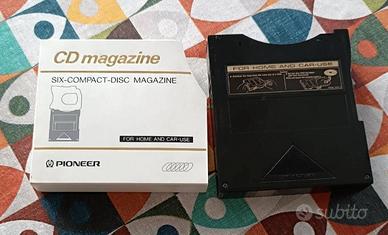 CD magazine
SIX-COMPACT-DISC MAGAZINE
FOR HOME AND CAR-USE
PIONEER
FOR HOME AND CAR-USE
subito